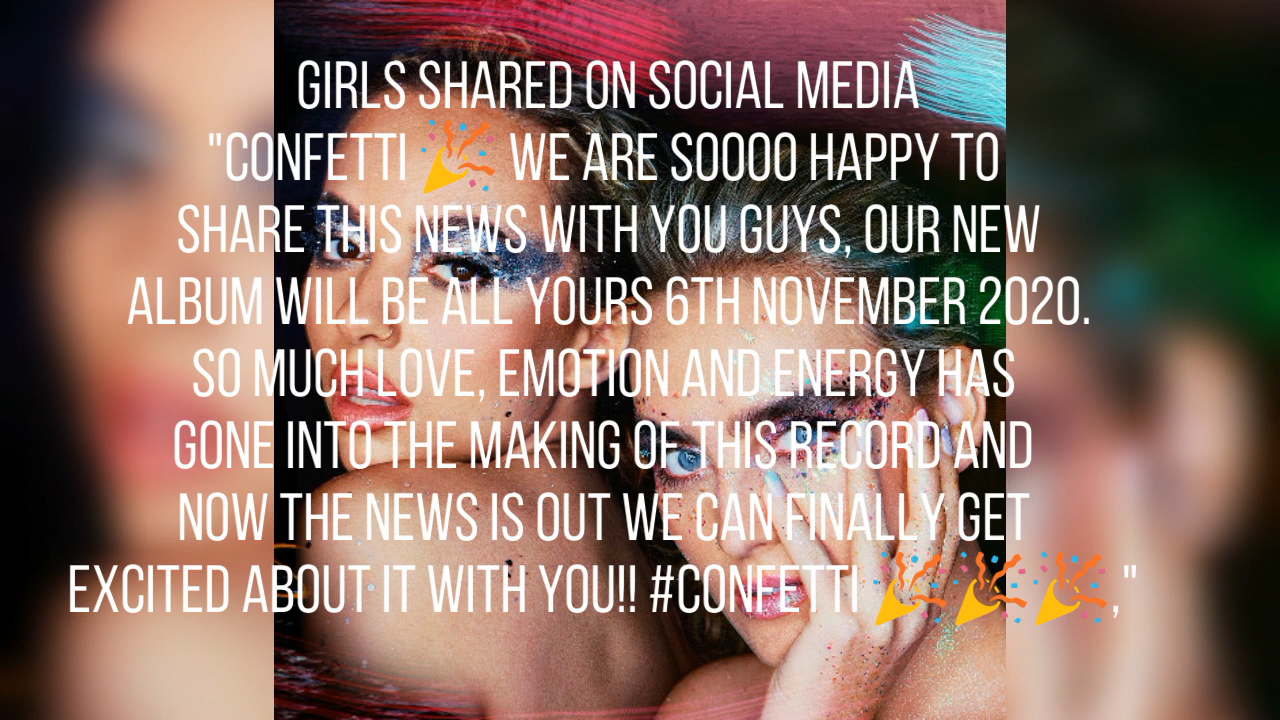 GIRLS SHARED ON SOCIAL MEDIA
"CONFETTI 🎉 WE ARE SOOOO HAPPY TO
SHARE THIS NEWS WITH YOU GUYS, OUR NEW
ALBUM WILL BE ALL YOURS 6TH NOVEMBER 2020.
SO MUCH LOVE, EMOTION AND ENERGY HAS
GONE INTO THE MAKING OF THIS RECORD AND
NOW THE NEWS IS OUT WE CAN FINALLY GET
EXCITED ABOUT IT WITH YOU!! #CONFETTI 🎉🎉🎉,"